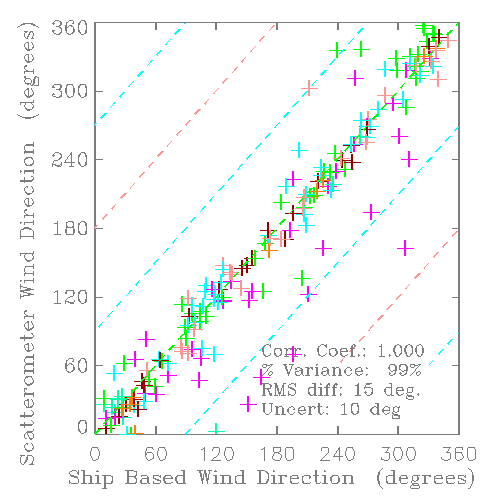 360
300
240
180
120
60
0
Scatterometer Wind Direction (degrees)
Corr. Coef.: 1.000
% Variance: 99%
RMS diff: 15 deg.
Uncert: 10 deg
0 60 120 180 240 300 360
Ship Based Wind Direction (degrees)